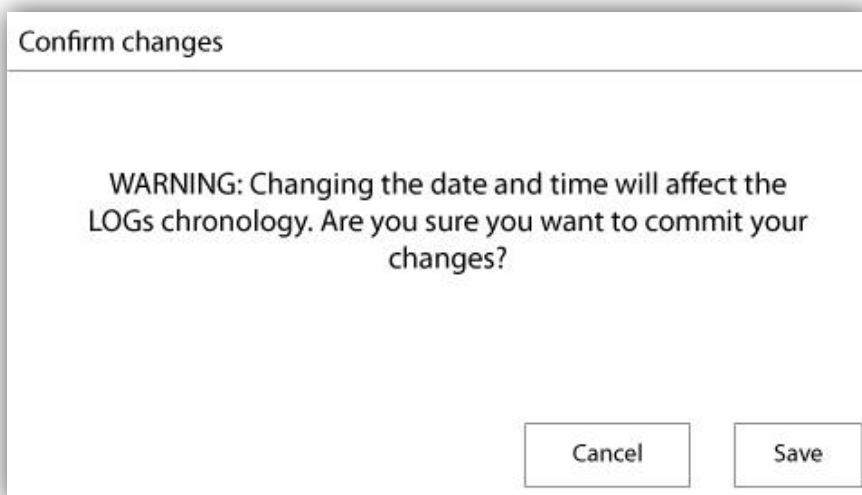 Confirm changes
WARNING: Changing the date and time will affect the
LOGs chronology. Are you sure you want to commit your
changes?
Cancel
Save